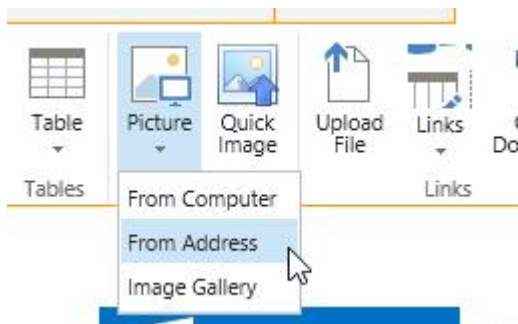 Table
Picture
Quick
Image
Upload
File
Links
Tables
Links
From Computer
From Address
Image Gallery